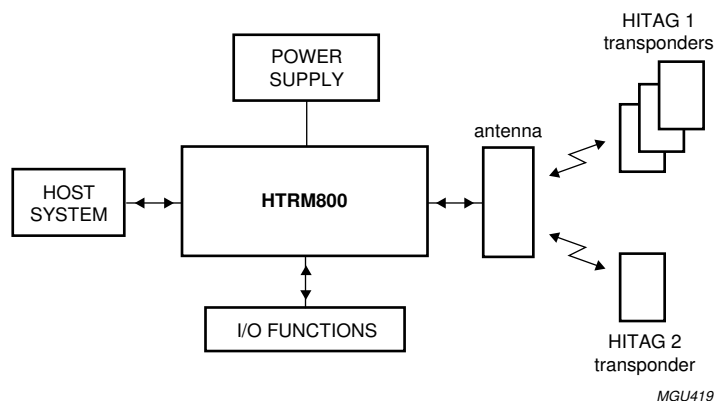 HITAG 1
transponders
POWER
SUPPLY
antenna
HOST
SYSTEM
HTRM800
I/O FUNCTIONS
HITAG 2
transponder
MGU419